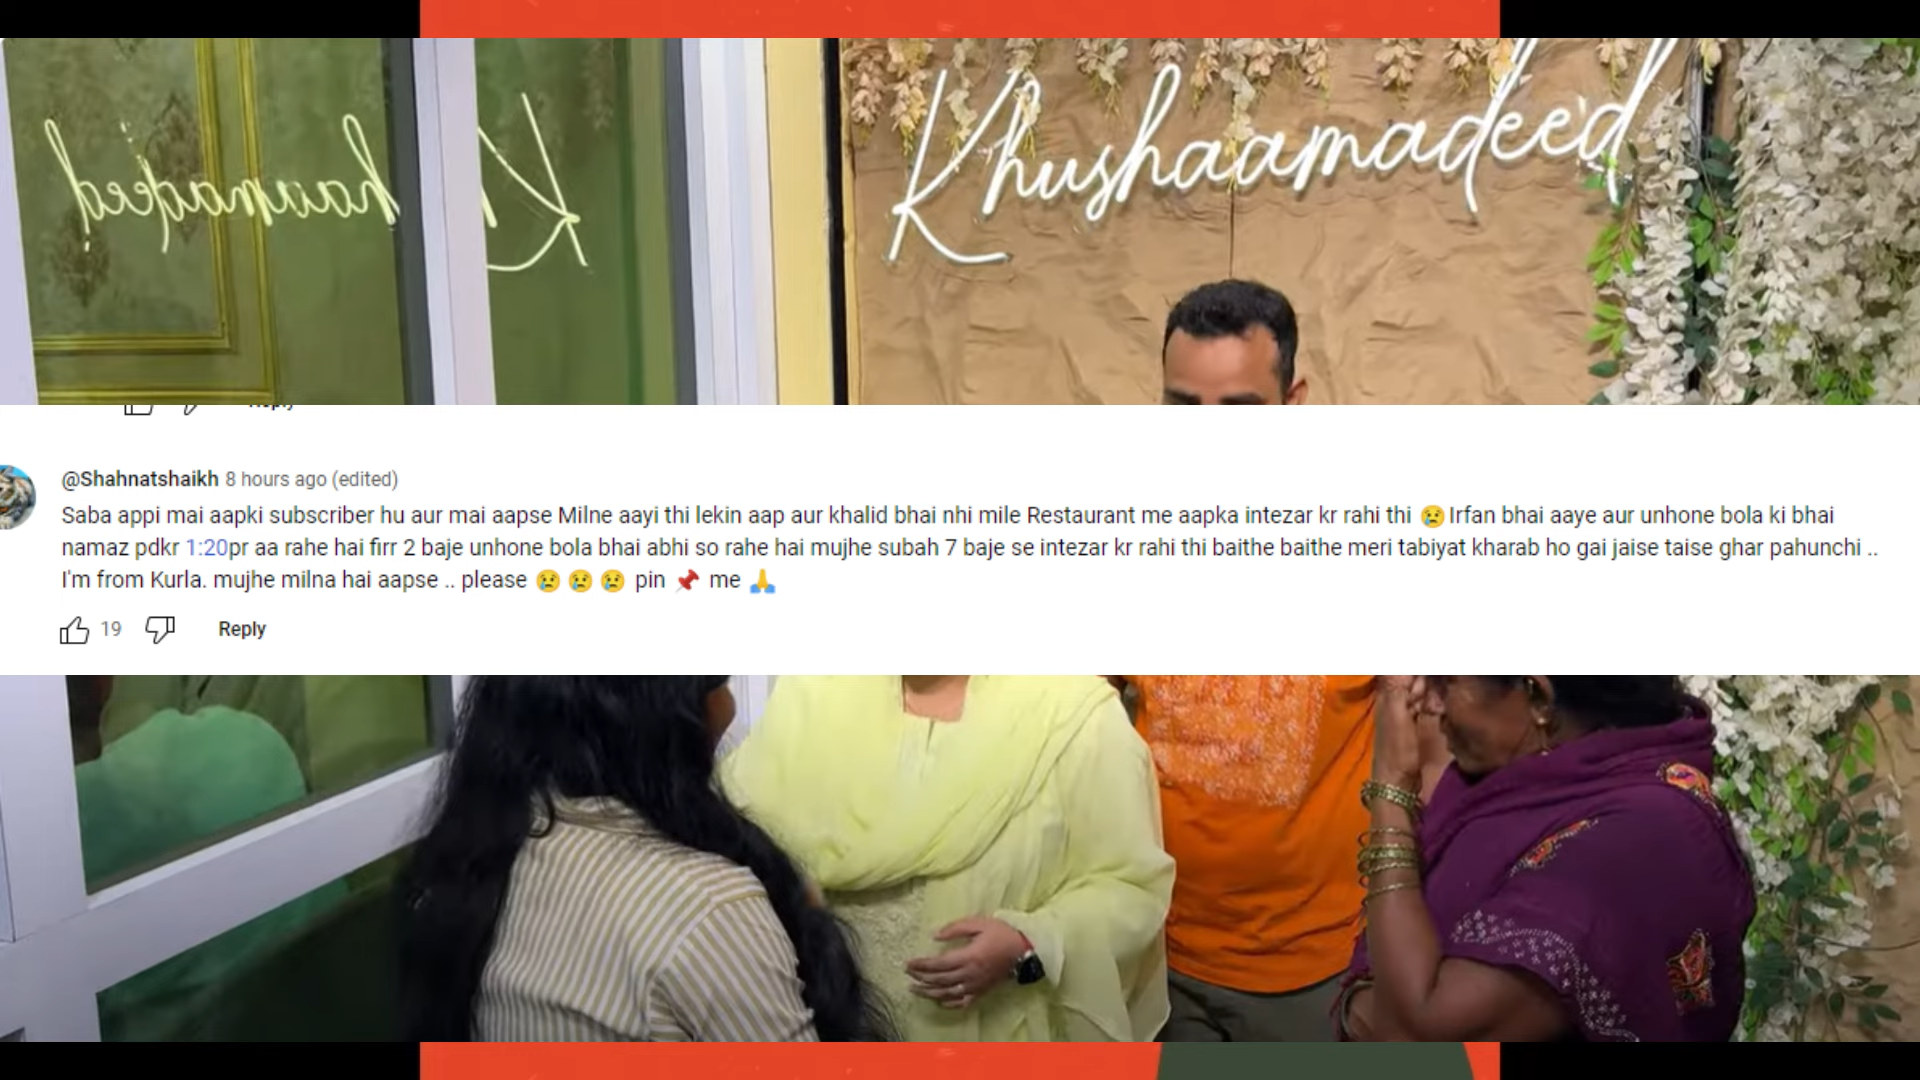 Khushaamadeed
@Shahnatshaikh 8 hours ago (edited)
Saba appi mai aapki subscriber hu aur mai aapse Milne aayi thi lekin aap aur khalid bhai nhi mile Restaurant me aapka intezar kr rahi thi 😢Irfan bhai aaye aur unhone bola ki bhai
namaz pdkr 1:20pr aa rahe hai firr 2 baje unhone bola bhai abhi so rahe hai mujhe subah 7 baje se intezar kr rahi thi baithe baithe meri tabiyat kharab ho gai jaise taise ghar pahunchi ..
I'm from Kurla. mujhe milna hai aapse .. please 😢 😢 😢 pin 📌 me 🙏
19 Reply